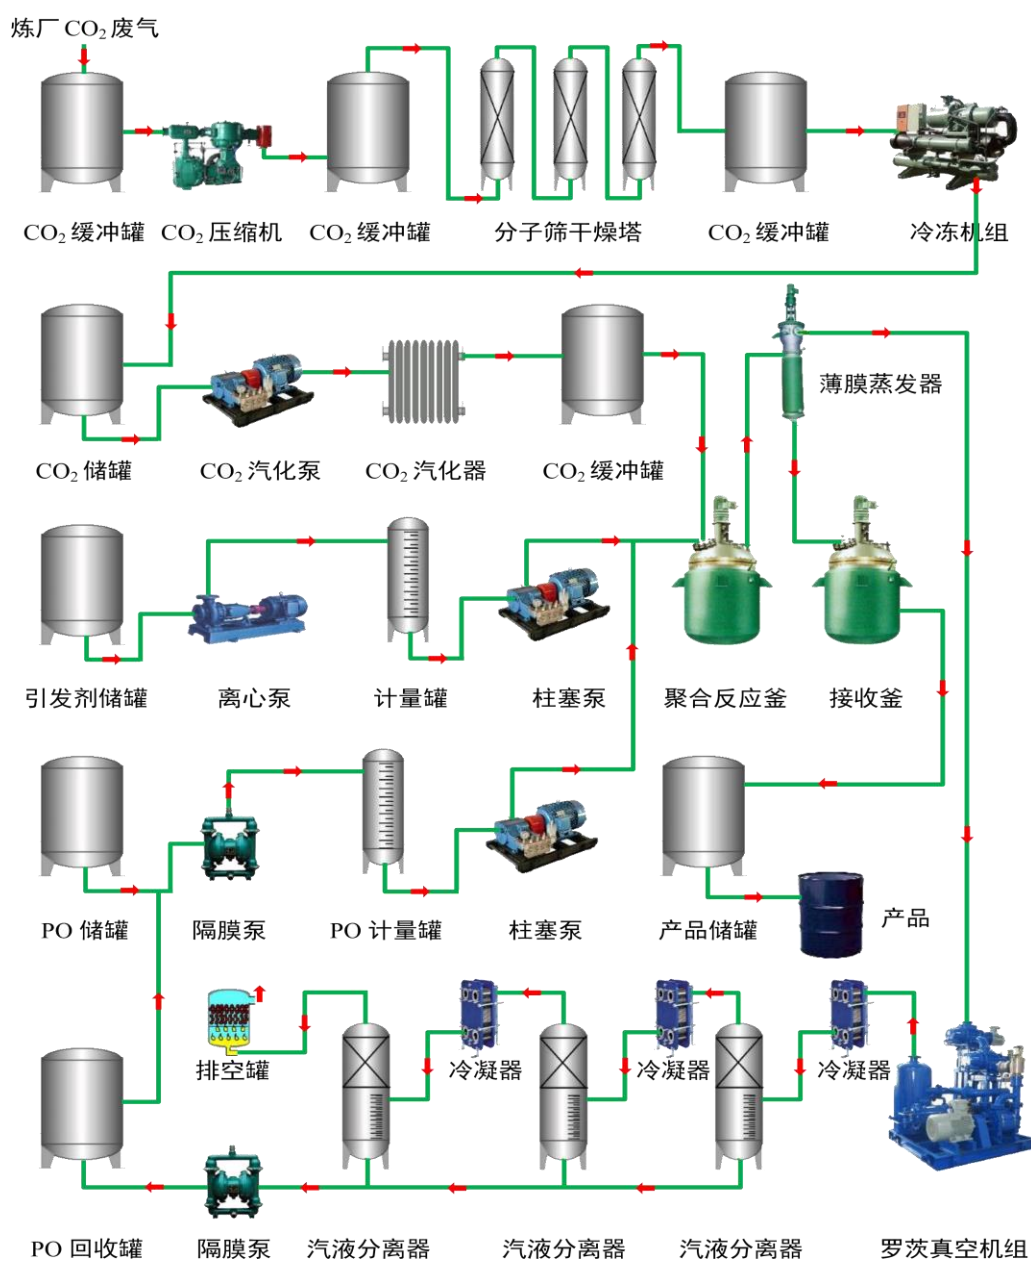 炼厂 CO₂ 废气
CO₂ 缓冲罐 CO₂ 压缩机 CO₂ 缓冲罐 分子筛干燥塔 CO₂ 缓冲罐 冷冻机组
薄膜蒸发器
CO₂ 储罐 CO₂ 汽化泵 CO₂ 汽化器 CO₂ 缓冲罐
引发剂储罐 离心泵 计量罐 柱塞泵 聚合反应釜 接收釜
PO 储罐 隔膜泵 PO 计量罐 柱塞泵 产品储罐 产品
排空罐 冷凝器 冷凝器 冷凝器
PO 回收罐 隔膜泵 汽液分离器 汽液分离器 汽液分离器 罗茨真空机组